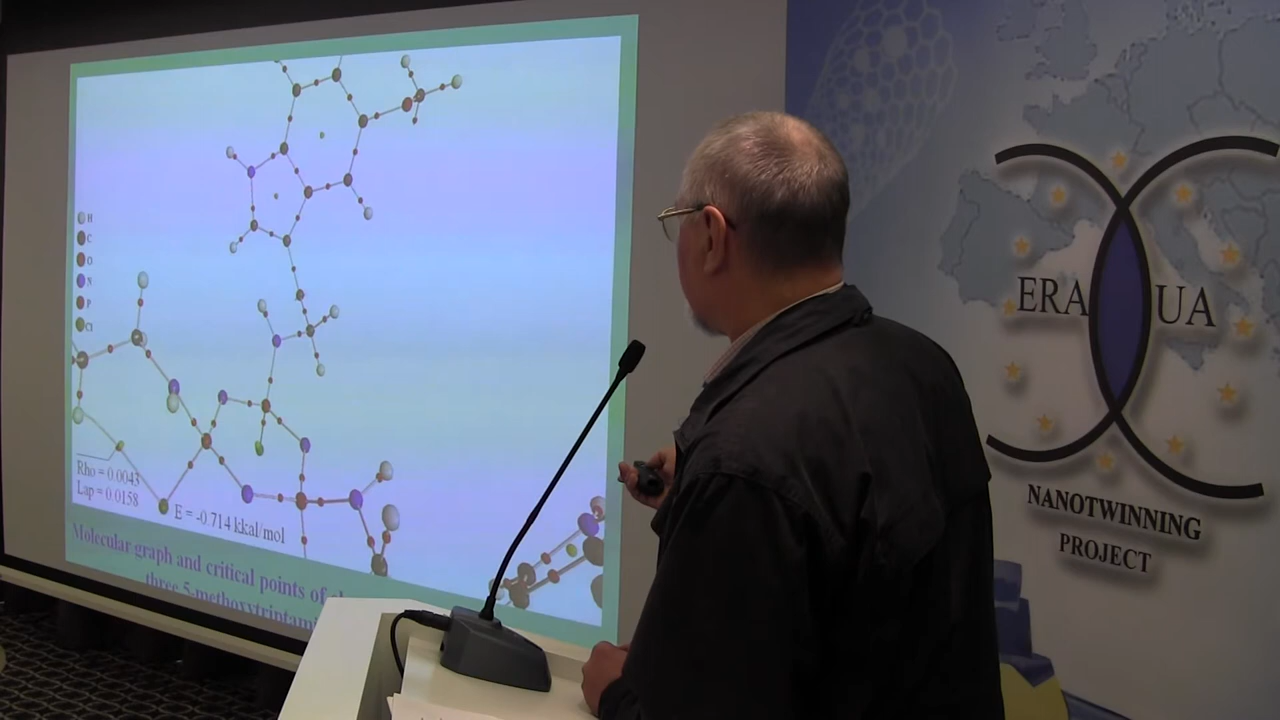 H
C
O
N
P
Cl
Rho = 0.0043
Lap = 0.0158
E = -0.714 kkal/mol
Molecular graph and critical points of
three 5-methoxytriptami
ERA UA
NANOTWINNING
PROJECT